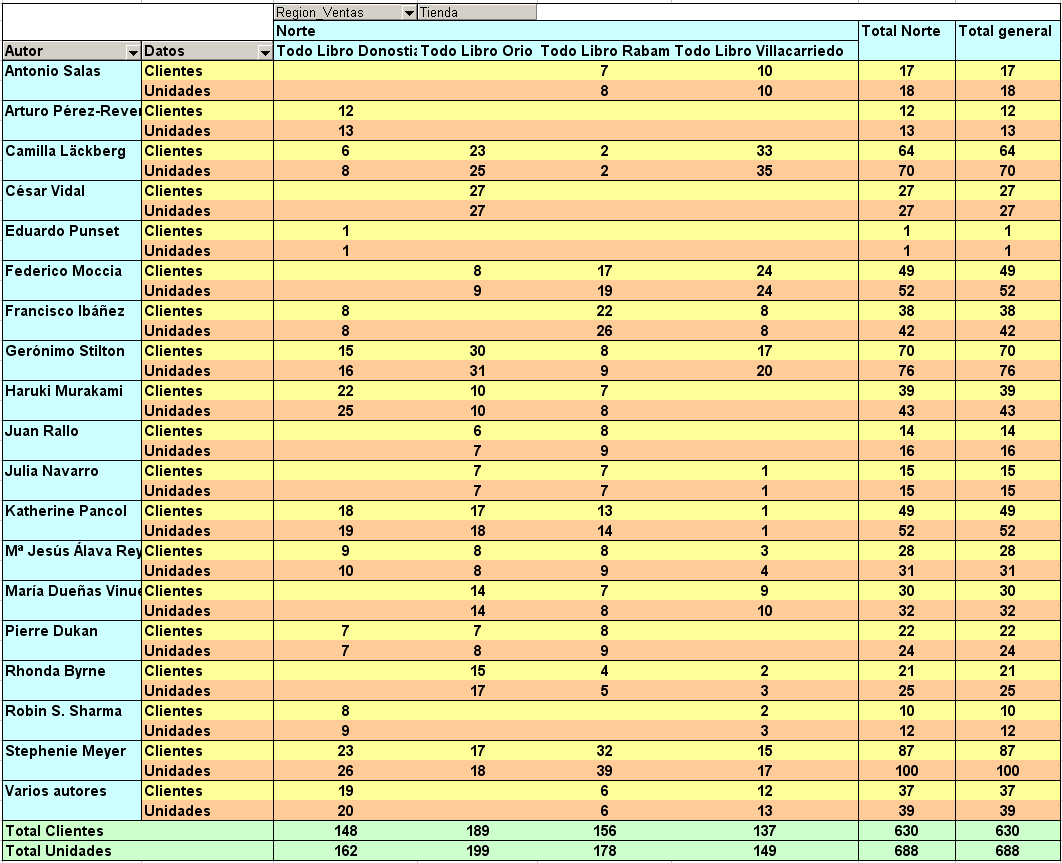 Region_Ventas Tienda
Norte Total Norte Total general
Autor Datos Todo Libro Donosti Todo Libro Orio Todo Libro Rabam Todo Libro Villacarriedo
Antonio Salas Clientes 7 10 17 17
Unidades 8 10 18 18
Arturo Pérez-Rever Clientes 12 12 12
Unidades 13 13 13
Camilla Läckberg Clientes 6 23 2 33 64 64
Unidades 8 25 2 35 70 70
César Vidal Clientes 27 27 27
Unidades 27 27 27
Eduardo Punset Clientes 1 1 1
Unidades 1 1 1
Federico Moccia Clientes 8 17 24 49 49
Unidades 9 19 24 52 52
Francisco Ibáñez Clientes 8 22 8 38 38
Unidades 8 26 8 42 42
Gerónimo Stilton Clientes 15 30 8 17 70 70
Unidades 16 31 9 20 76 76
Haruki Murakami Clientes 22 10 7 39 39
Unidades 25 10 8 43 43
Juan Rallo Clientes 6 8 14 14
Unidades 7 9 16 16
Julia Navarro Clientes 7 7 1 15 15
Unidades 7 7 1 15 15
Katherine Pancol Clientes 18 17 13 1 49 49
Unidades 19 18 14 1 52 52
Mª Jesús Álava Rey Clientes 9 8 8 3 28 28
Unidades 10 8 9 4 31 31
María Dueñas Vinue Clientes 14 7 9 30 30
Unidades 14 8 10 32 32
Pierre Dukan Clientes 7 7 8 22 22
Unidades 7 8 9 24 24
Rhonda Byrne Clientes 15 4 2 21 21
Unidades 17 5 3 25 25
Robin S. Sharma Clientes 8 2 10 10
Unidades 9 3 12 12
Stephenie Meyer Clientes 23 17 32 15 87 87
Unidades 26 18 39 17 100 100
Varios autores Clientes 19 6 12 37 37
Unidades 20 6 13 39 39
Total Clientes 148 189 156 137 630 630
Total Unidades 162 199 178 149 688 688